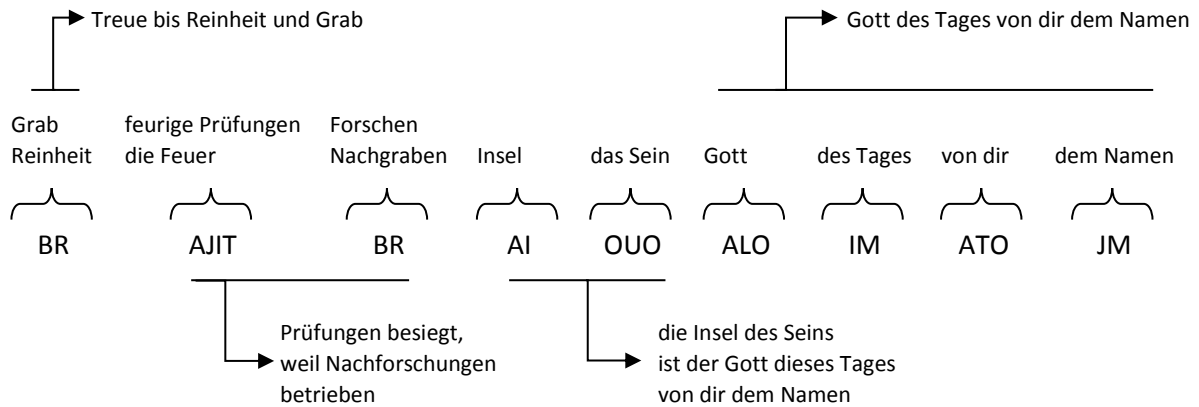 Treue bis Reinheit und Grab
Gott des Tages von dir dem Namen
Grab feurige Prüfungen Forschen
Reinheit die Feuer Nachgraben Insel das Sein Gott des Tages von dir dem Namen
BR AJIT BR AI OUO ALO IM ATO JM
Prüfungen besiegt,
weil Nachforschungen
betrieben
die Insel des Seins
ist der Gott dieses Tages
von dir dem Namen